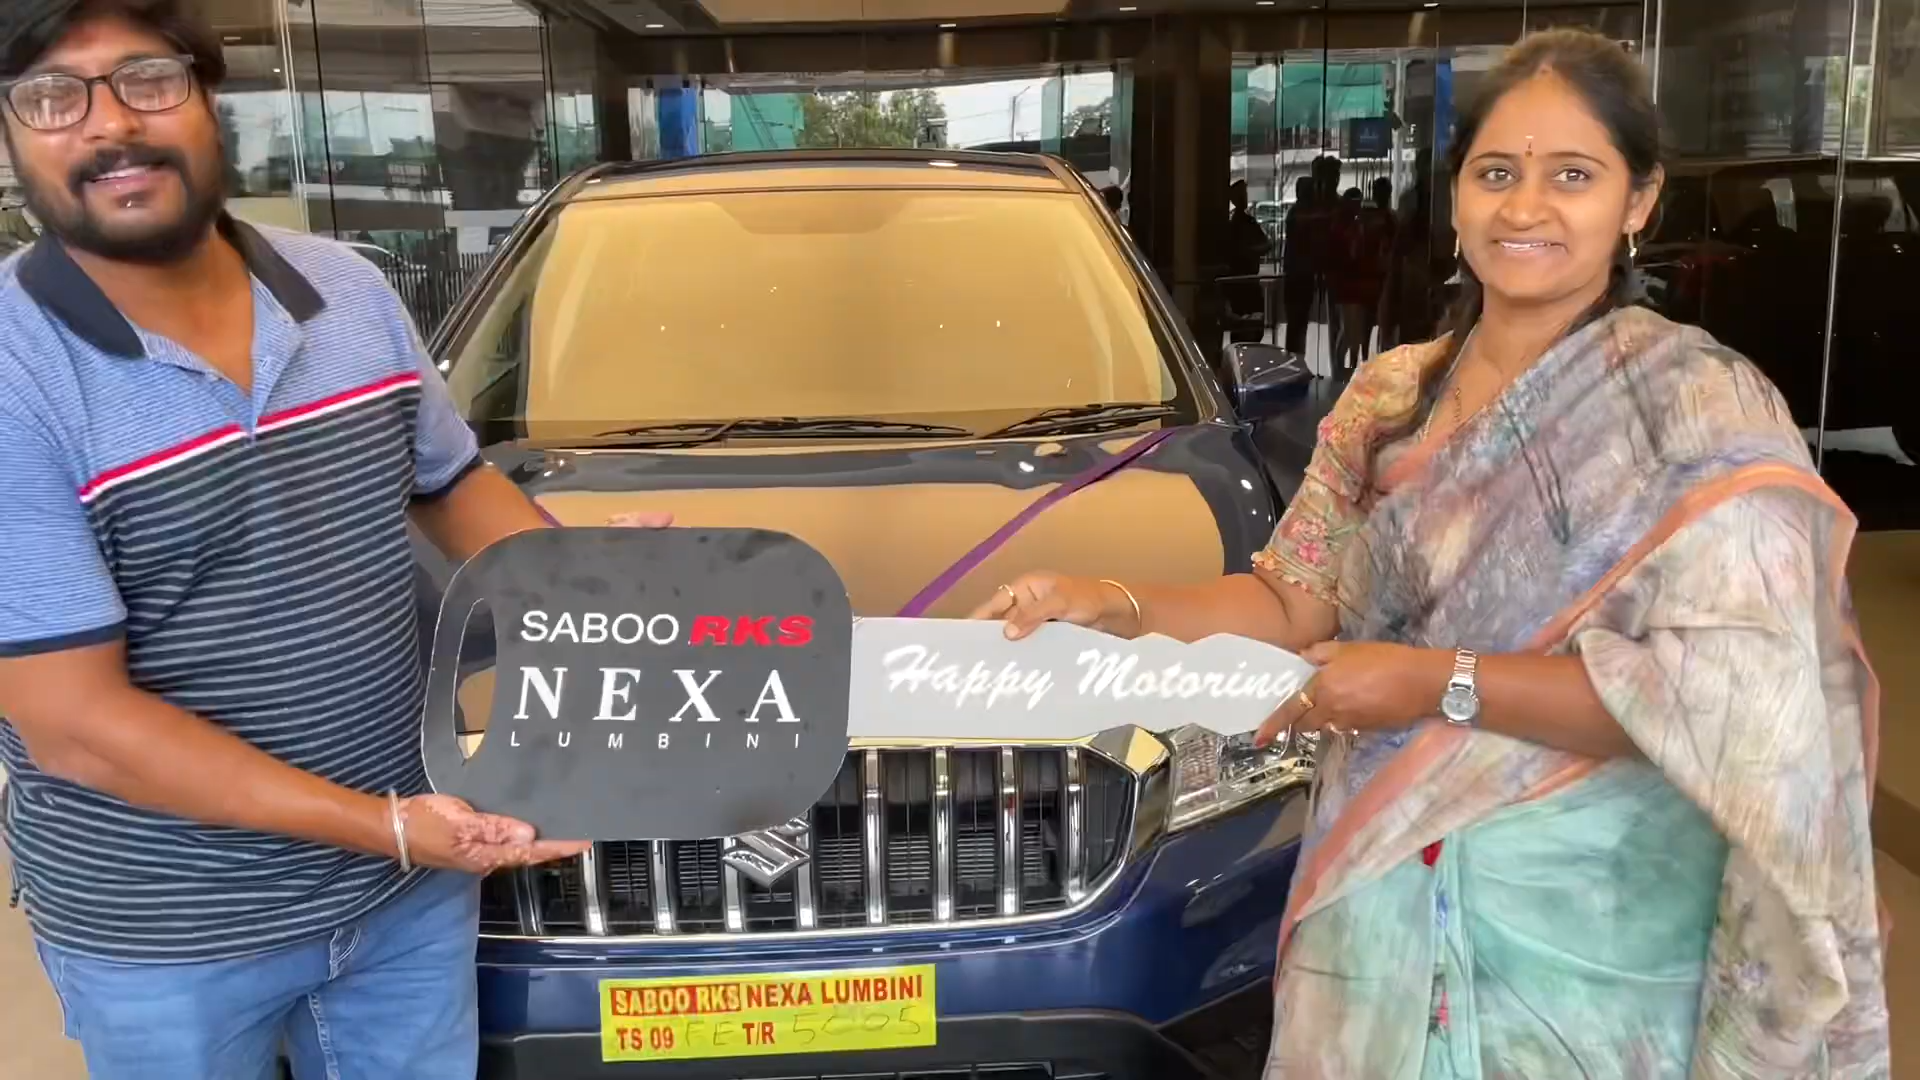 SABOO RKS
NEXA
LUMBINI
Happy Motoring
SABOO RKS NEXA LUMBINI
TS 09 FE T/R 5005